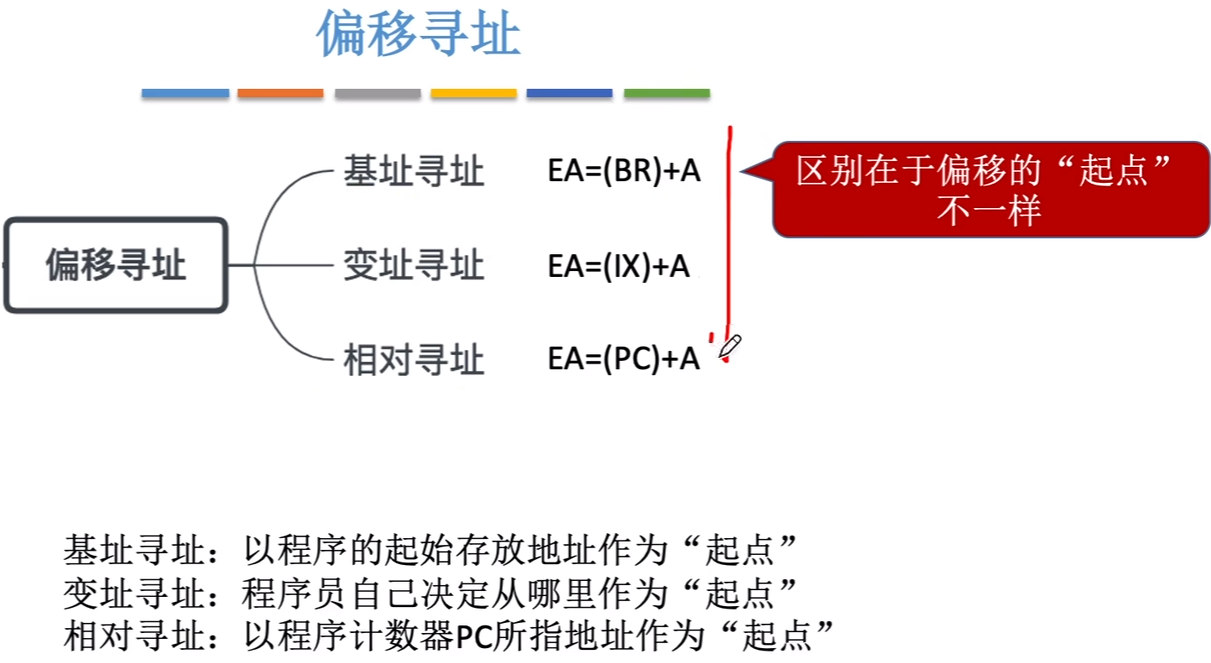 偏移寻址
基址寻址 EA=(BR)+A
区别在于偏移的“起点”
不一样
偏移寻址
变址寻址 EA=(IX)+A
相对寻址 EA=(PC)+A
基址寻址：以程序的起始存放地址作为“起点”
变址寻址：程序员自己决定从哪里作为“起点”
相对寻址：以程序计数器PC所指地址作为“起点”